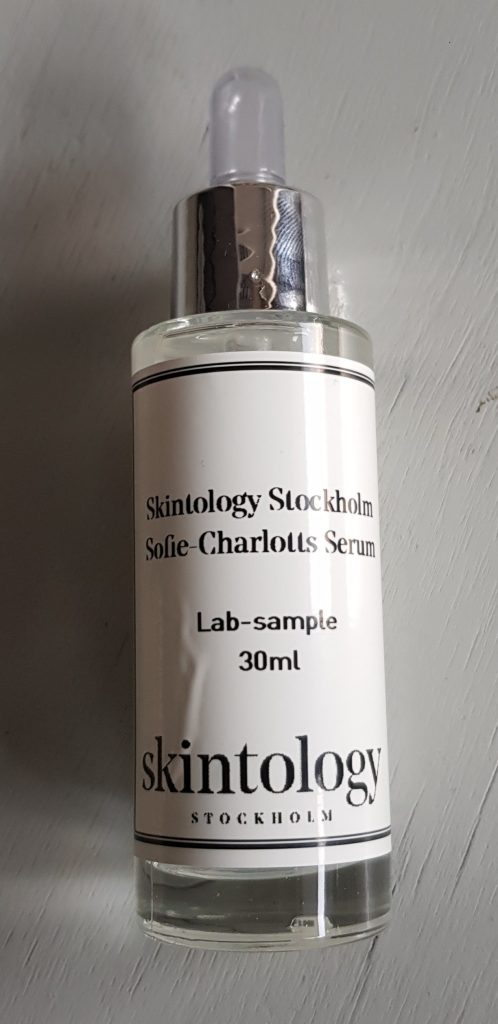 Skintology Stockholm
Sofie-Charlotts Serum
Lab-sample
30ml
skintology
STOCKHOLM